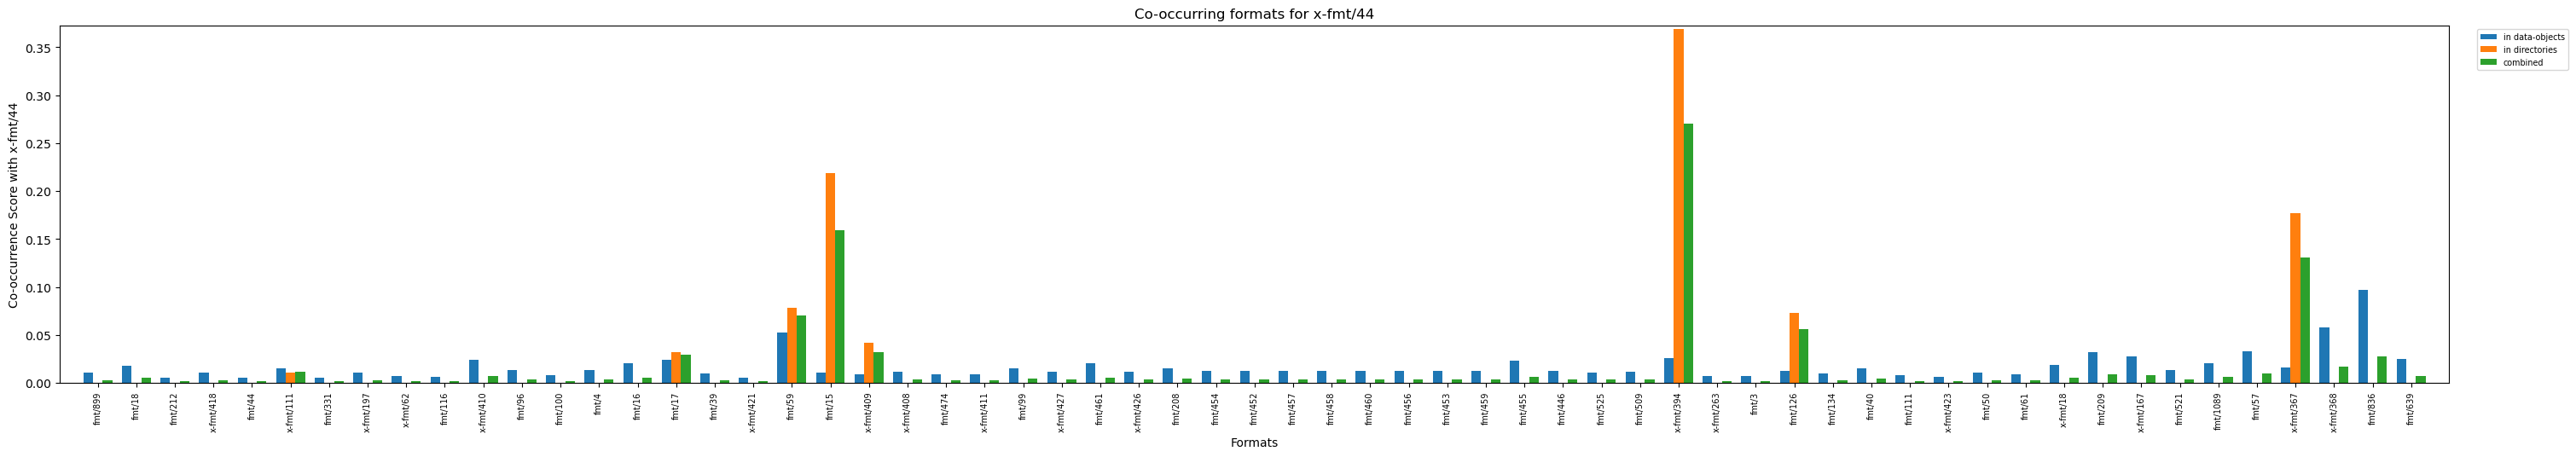 Co-occurring formats for x-fmt/44
in data-objects
in directories
combined
Co-occurrence Score with x-fmt/44
0.35
0.30
0.25
0.20
0.15
0.10
0.05
0.00
fmt/899
fmt/18
fmt/212
x-fmt/418
fmt/44
x-fmt/111
fmt/331
x-fmt/197
x-fmt/62
fmt/116
x-fmt/410
fmt/96
fmt/100
fmt/4
fmt/16
fmt/17
fmt/39
x-fmt/421
fmt/59
fmt/15
x-fmt/409
x-fmt/408
fmt/474
x-fmt/411
fmt/99
x-fmt/427
fmt/461
x-fmt/426
fmt/208
fmt/454
fmt/452
fmt/457
fmt/458
fmt/460
fmt/456
fmt/453
fmt/459
fmt/455
fmt/446
fmt/525
fmt/509
x-fmt/394
x-fmt/263
fmt/3
fmt/126
fmt/134
fmt/40
fmt/111
x-fmt/423
fmt/50
fmt/61
x-fmt/18
fmt/209
x-fmt/167
fmt/521
fmt/1089
fmt/57
x-fmt/367
x-fmt/368
fmt/836
fmt/639
Formats